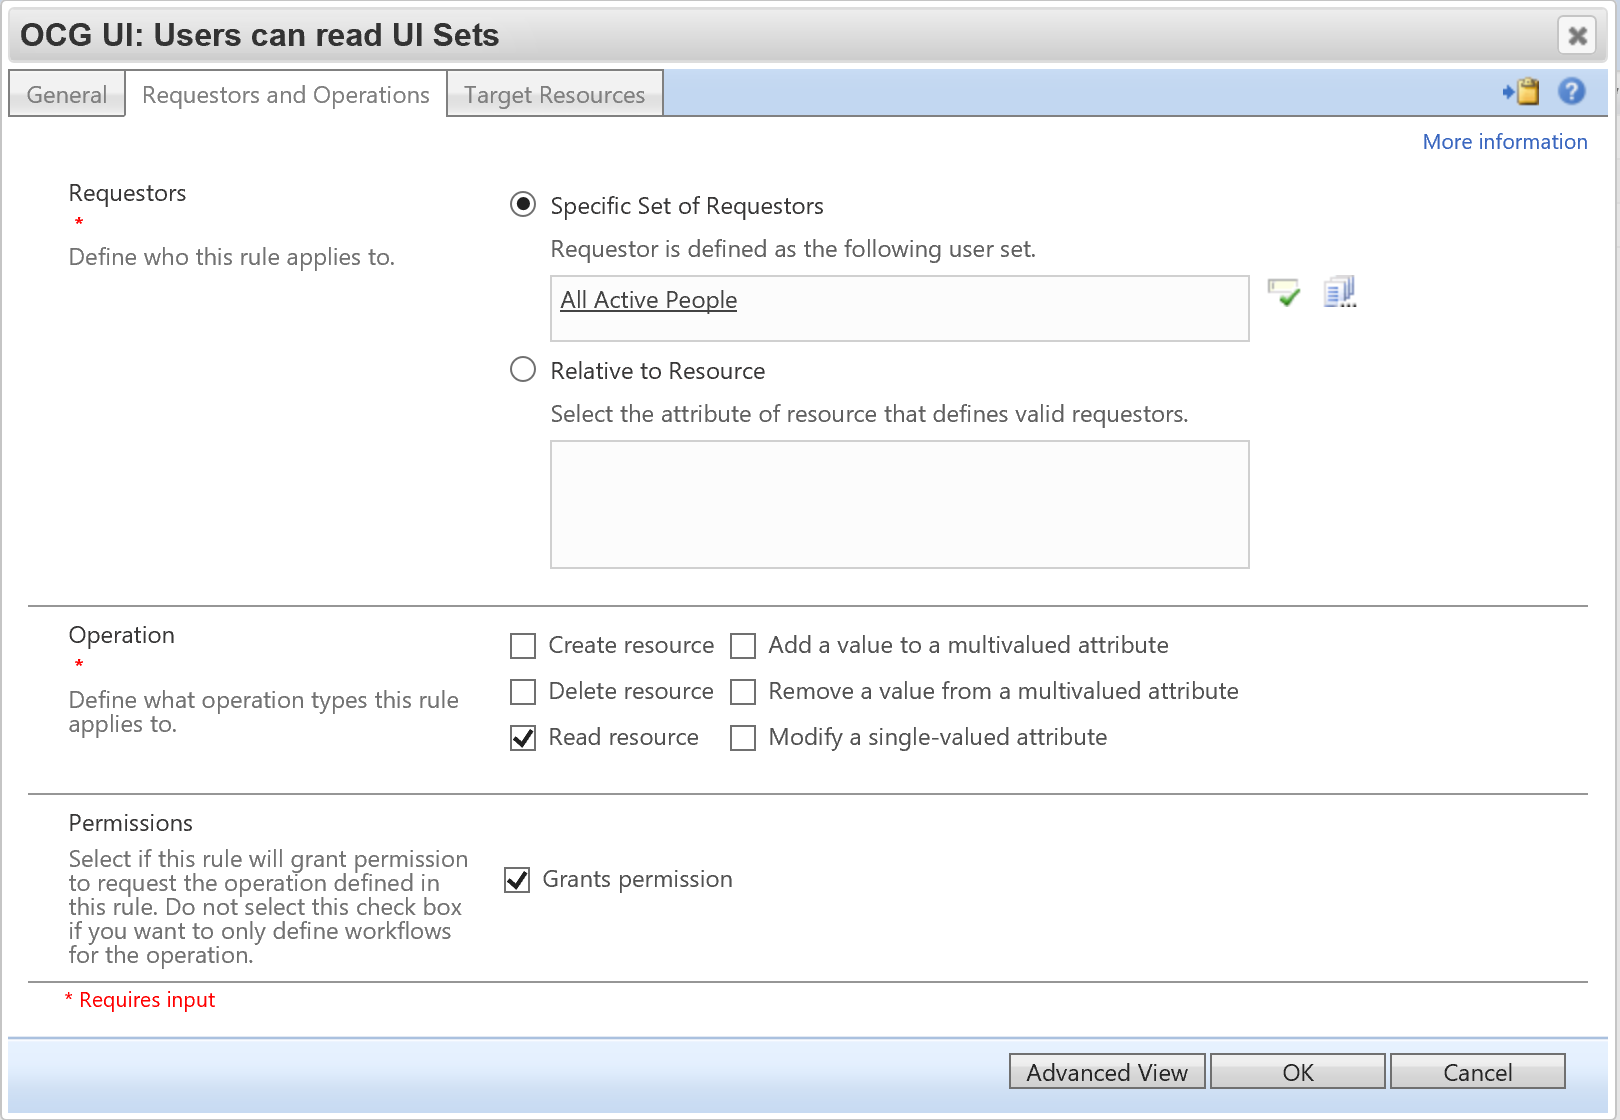 OCG UI: Users can read UI Sets
General
Requestors and Operations
Target Resources
More information
Requestors
*
Define who this rule applies to.
Specific Set of Requestors
Requestor is defined as the following user set.
All Active People
Relative to Resource
Select the attribute of resource that defines valid requestors.
Operation
*
Define what operation types this rule
applies to.
Create resource
Add a value to a multivalued attribute
Delete resource
Remove a value from a multivalued attribute
Read resource
Modify a single-valued attribute
Permissions
Select if this rule will grant permission
to request the operation defined in
this rule. Do not select this check box
if you want to only define workflows
for the operation.
Grants permission
* Requires input
Advanced View
OK
Cancel